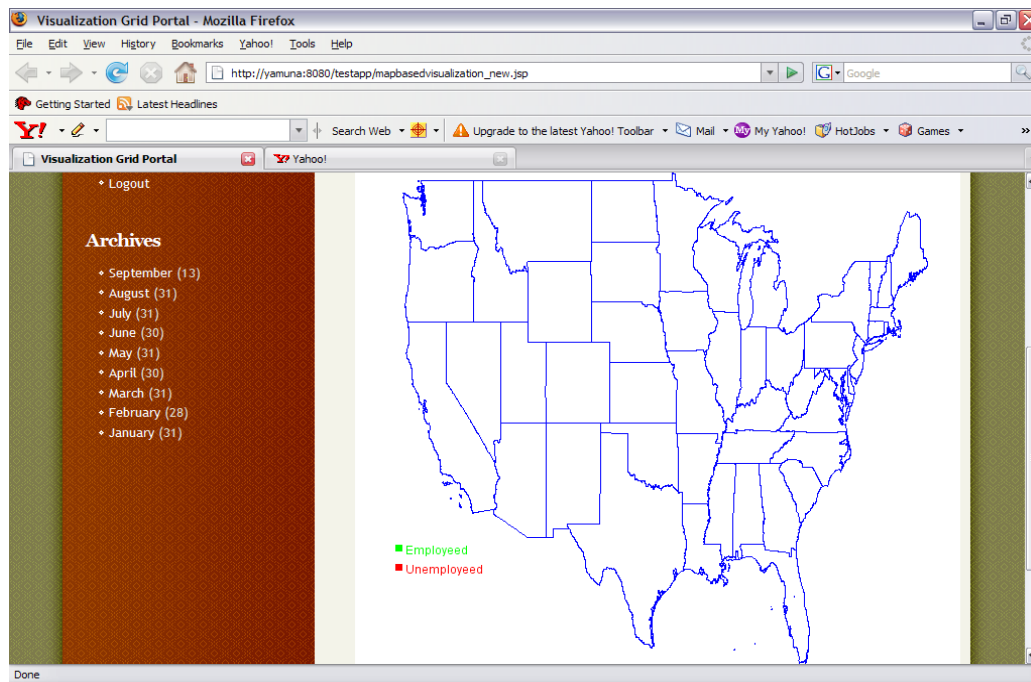 Visualization Grid Portal - Mozilla Firefox
File Edit View History Bookmarks Yahoo! Tools Help
http://yamuna:8080/testapp/mapbasedvisualization_new.jsp
G Google
Getting Started Latest Headlines
Y! Search Web Upgrade to the latest Yahoo! Toolbar Mail My My Yahoo! HotJobs Games »
Visualization Grid Portal Y! Yahoo!
Logout
Archives
September (13)
August (31)
July (31)
June (30)
May (31)
April (30)
March (31)
February (28)
January (31)
Employeed
Unemployeed
Done